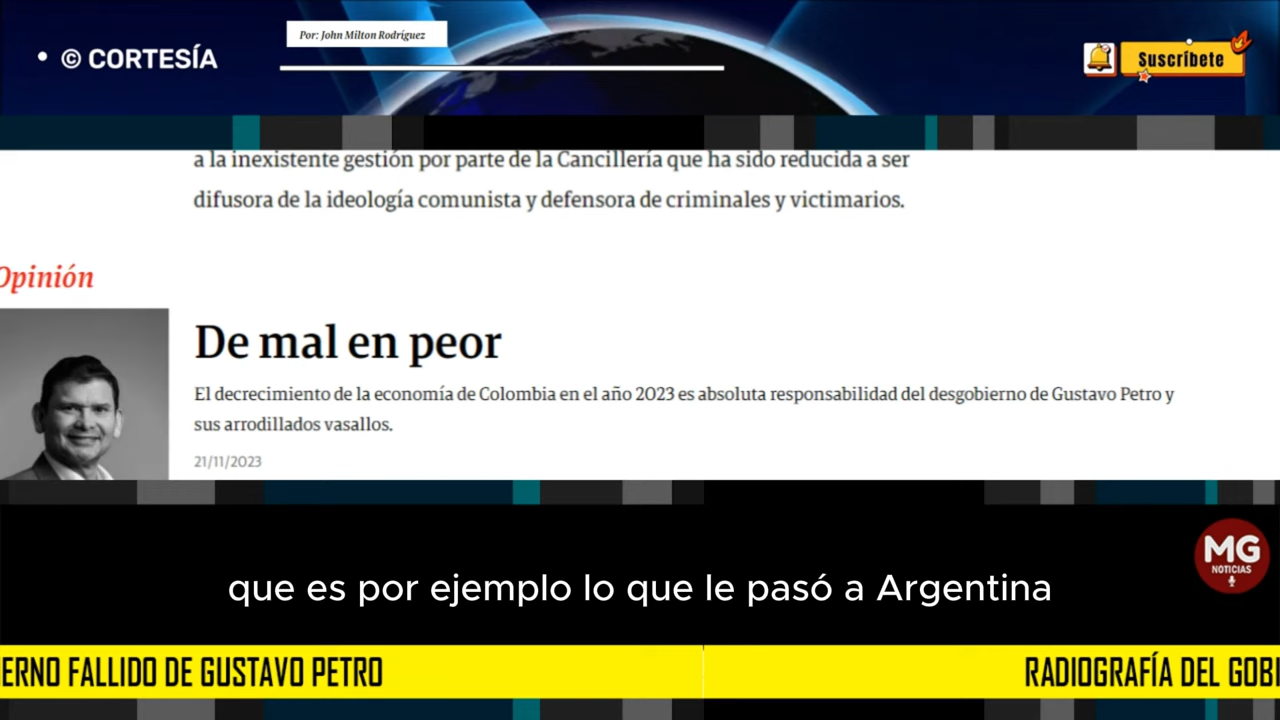 Por: John Milton Rodríguez
• © CORTESÍA
Suscríbete
a la inexistente gestión por parte de la Cancillería que ha sido reducida a ser
difusora de la ideología comunista y defensora de criminales y victimarios.
Opinión
De mal en peor
El decrecimiento de la economía de Colombia en el año 2023 es absoluta responsabilidad del desgobierno de Gustavo Petro y
sus arrodillados vasallos.
21/11/2023
MG
NOTICIAS
que es por ejemplo lo que le pasó a Argentina
ERNO FALLIDO DE GUSTAVO PETRO
RADIOGRAFÍA DEL GOBI